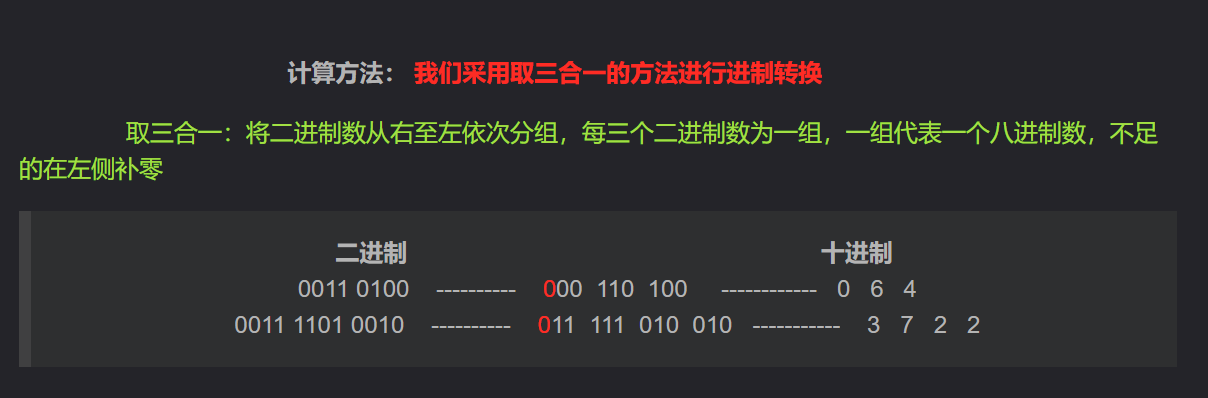 计算方法： 我们采用取三合一的方法进行进制转换
取三合一：将二进制数从右至左依次分组，每三个二进制数为一组，一组代表一个八进制数，不足
的在左侧补零
二进制 十进制
0011 0100 ---------- 000 110 100 ------------ 0 6 4
0011 1101 0010 ---------- 011 111 010 010 ----------- 3 7 2 2